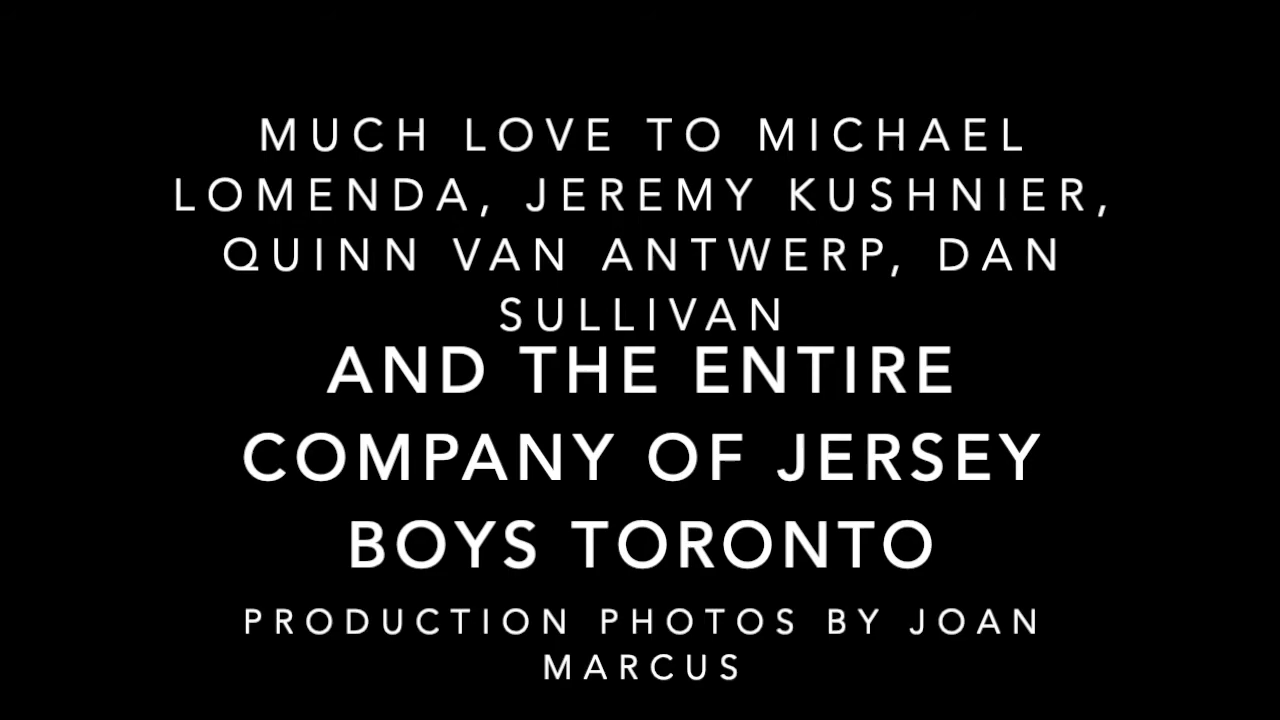 MUCH LOVE TO MICHAEL
LOMENDA, JEREMY KUSHNIER,
QUINN VAN ANTWERP, DAN
SULLIVAN
AND THE ENTIRE
COMPANY OF JERSEY
BOYS TORONTO
PRODUCTION PHOTOS BY JOAN
MARCUS